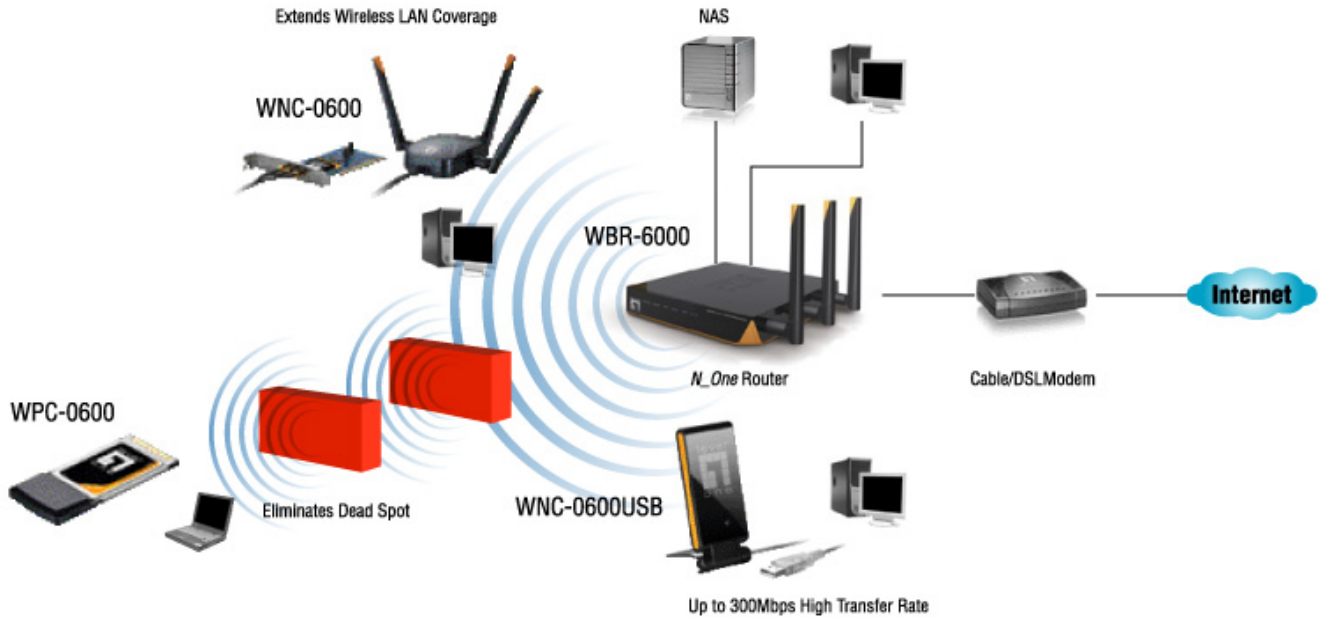 Extends Wireless LAN Coverage
NAS
WNC-0600
WBR-6000
Internet
N_One Router
Cable/DSLModem
WPC-0600
Eliminates Dead Spot
WNC-0600USB
Up to 300Mbps High Transfer Rate